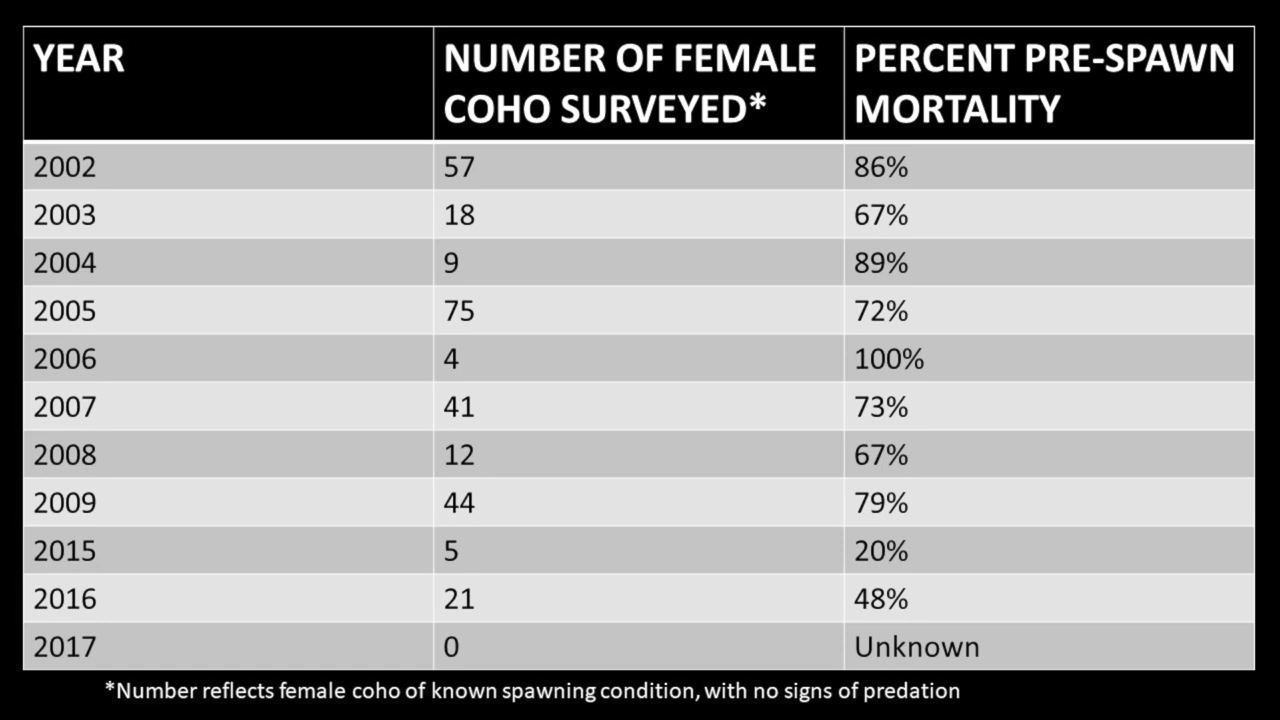 YEAR NUMBER OF FEMALE PERCENT PRE-SPAWN
COHO SURVEYED* MORTALITY
2002 57 86%
2003 18 67%
2004 9 89%
2005 75 72%
2006 4 100%
2007 41 73%
2008 12 67%
2009 44 79%
2015 5 20%
2016 21 48%
2017 0 Unknown
*Number reflects female coho of known spawning condition, with no signs of predation